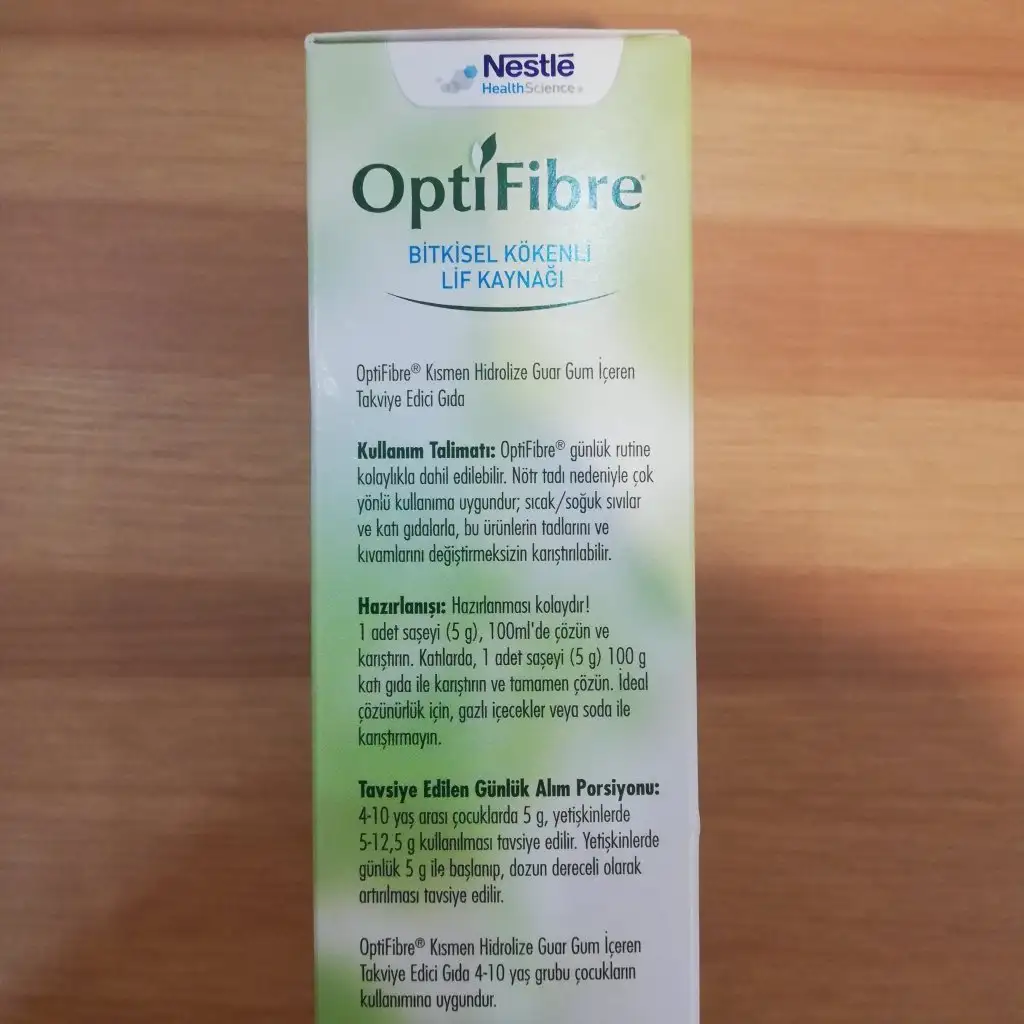 Nestlé
HealthScience®
OptiFibre®
BİTKİSEL KÖKENLİ
LİF KAYNAĞI
OptiFibre® Kısmen Hidrolize Guar Gum İçeren
Takviye Edici Gıda
Kullanım Talimatı: OptiFibre® günlük rutine
kolaylıkla dahil edilebilir. Nötr tadı nedeniyle çok
yönlü kullanıma uygundur; sıcak/soğuk sıvılar
ve katı gıdalarla, bu ürünlerin tadlarını ve
kıvamlarını değiştirmeksizin karıştırılabilir.
Hazırlanışı: Hazırlanması kolaydır!
1 adet saşeyi (5 g), 100ml'de çözün ve
karıştırın. Katılarda, 1 adet saşeyi (5 g) 100 g
katı gıda ile karıştırın ve tamamen çözün. İdeal
çözünürlük için, gazlı içecekler veya soda ile
karıştırmayın.
Tavsiye Edilen Günlük Alım Porsiyonu:
4-10 yaş arası çocuklarda 5 g, yetişkinlerde
5-12,5 g kullanılması tavsiye edilir. Yetişkinlerde
günlük 5 g ile başlanıp, dozun dereceli olarak
artırılması tavsiye edilir.
OptiFibre® Kısmen Hidrolize Guar Gum İçeren
Takviye Edici Gıda 4-10 yaş grubu çocukların
kullanımına uygundur.